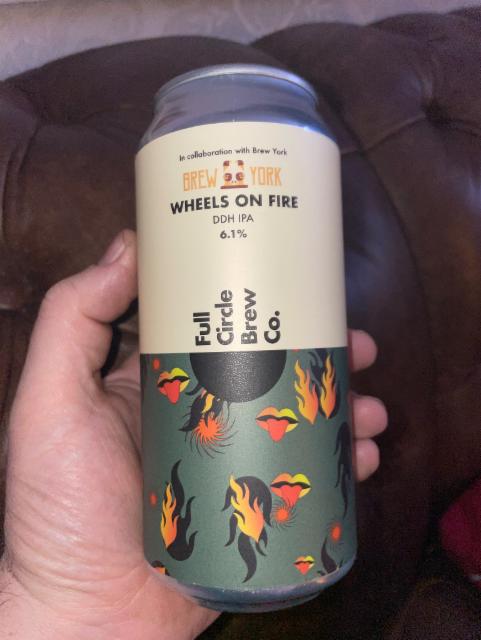 In collaboration with Brew York
BREW YORK
WHEELS ON FIRE
DDH IPA
6.1%
Full
Circle
Brew
Co.